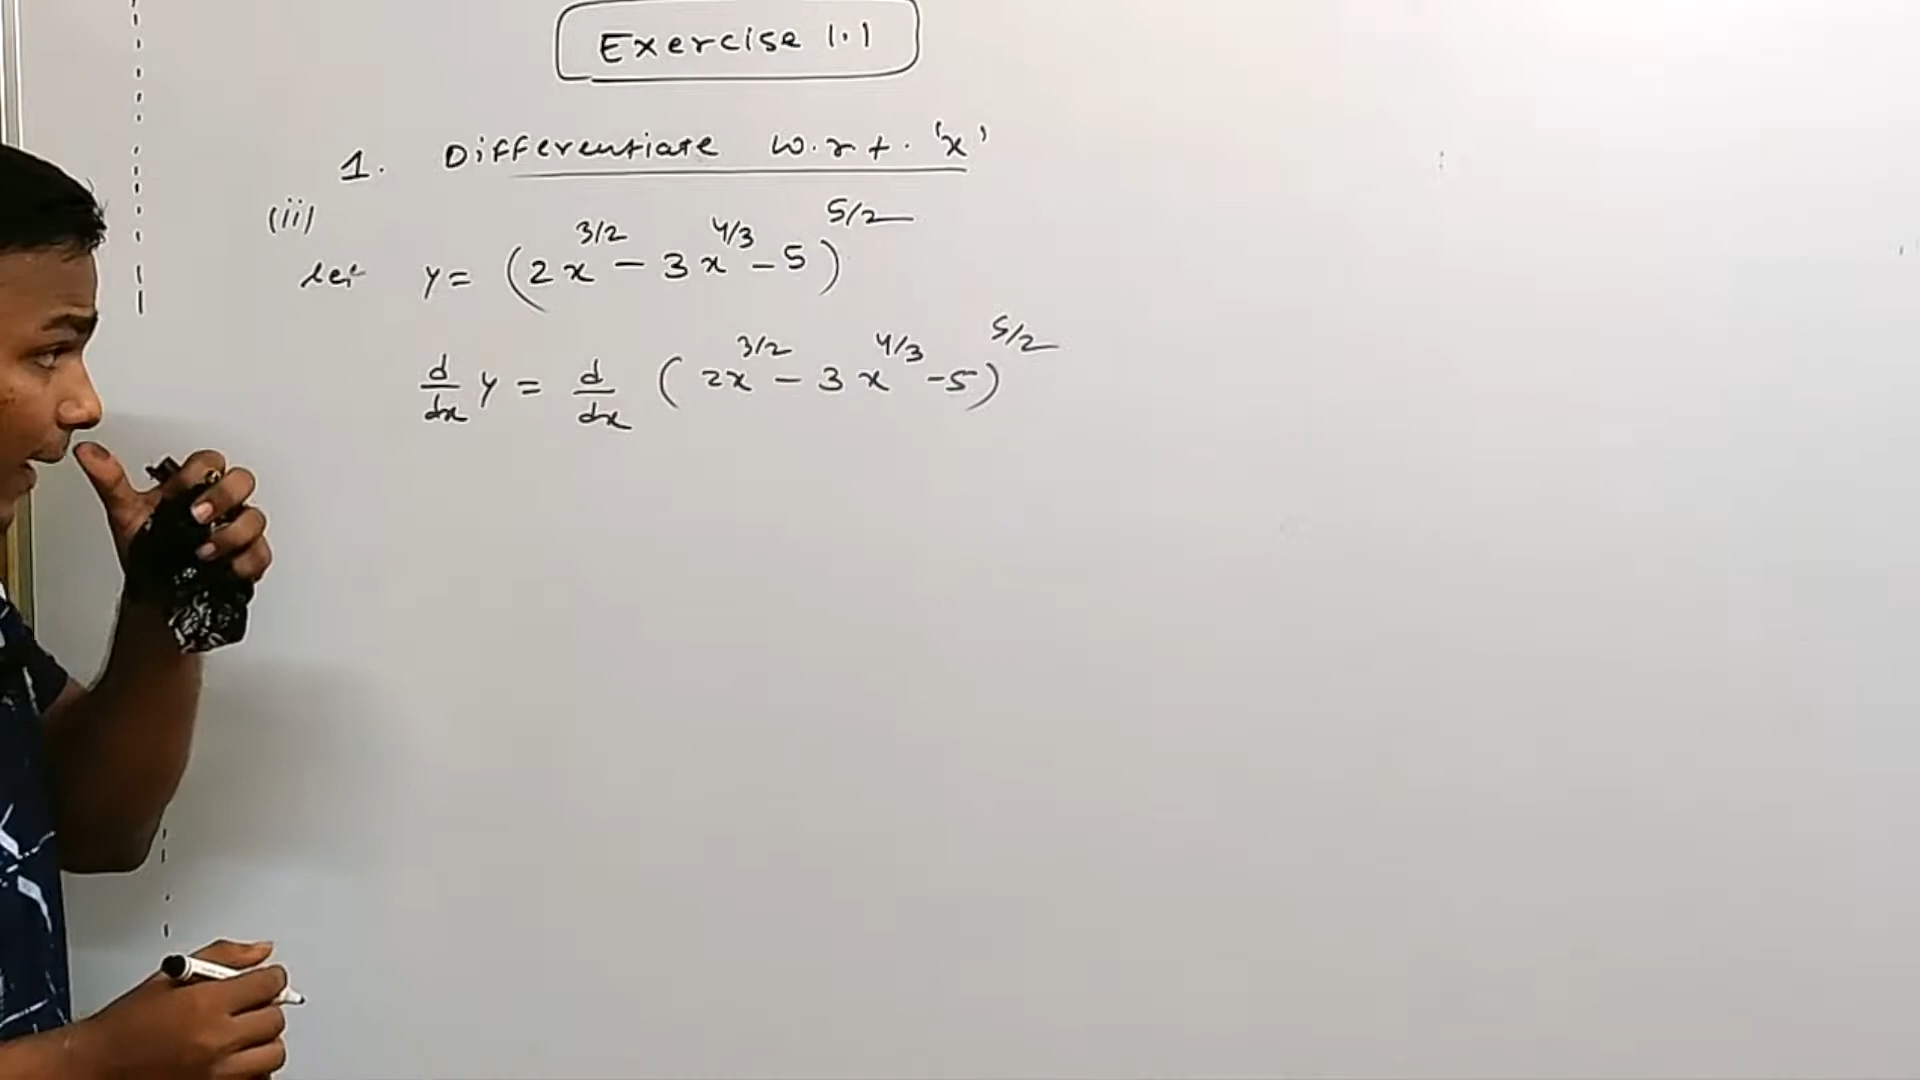 Exercise 1.1
1. Differentiate w.r.t. 'x'
(ii)
let y = (2x^{3/2} - 3x^{4/3} - 5)^{5/2}
d/dx y = d/dx (2x^{3/2} - 3x^{4/3} - 5)^{5/2}